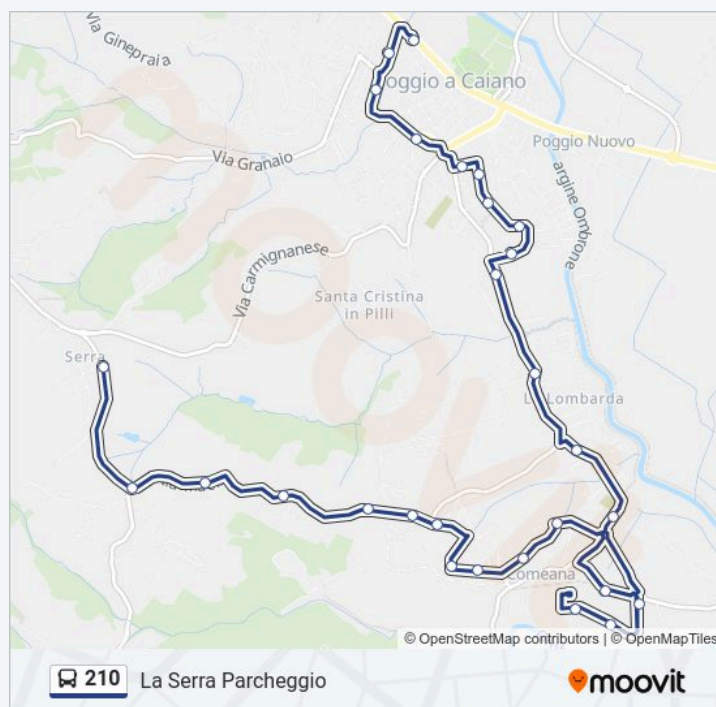 Via Ginepraia
oggio a Caiano
Poggio Nuovo
Via Granaio
argine Ombrone
Via Carmignanese
Santa Cristina
in Pilli
Serra
La Lombarda
Comeana
© OpenStreetMap contributors | © OpenMapTiles
210 La Serra Parcheggio
moovit